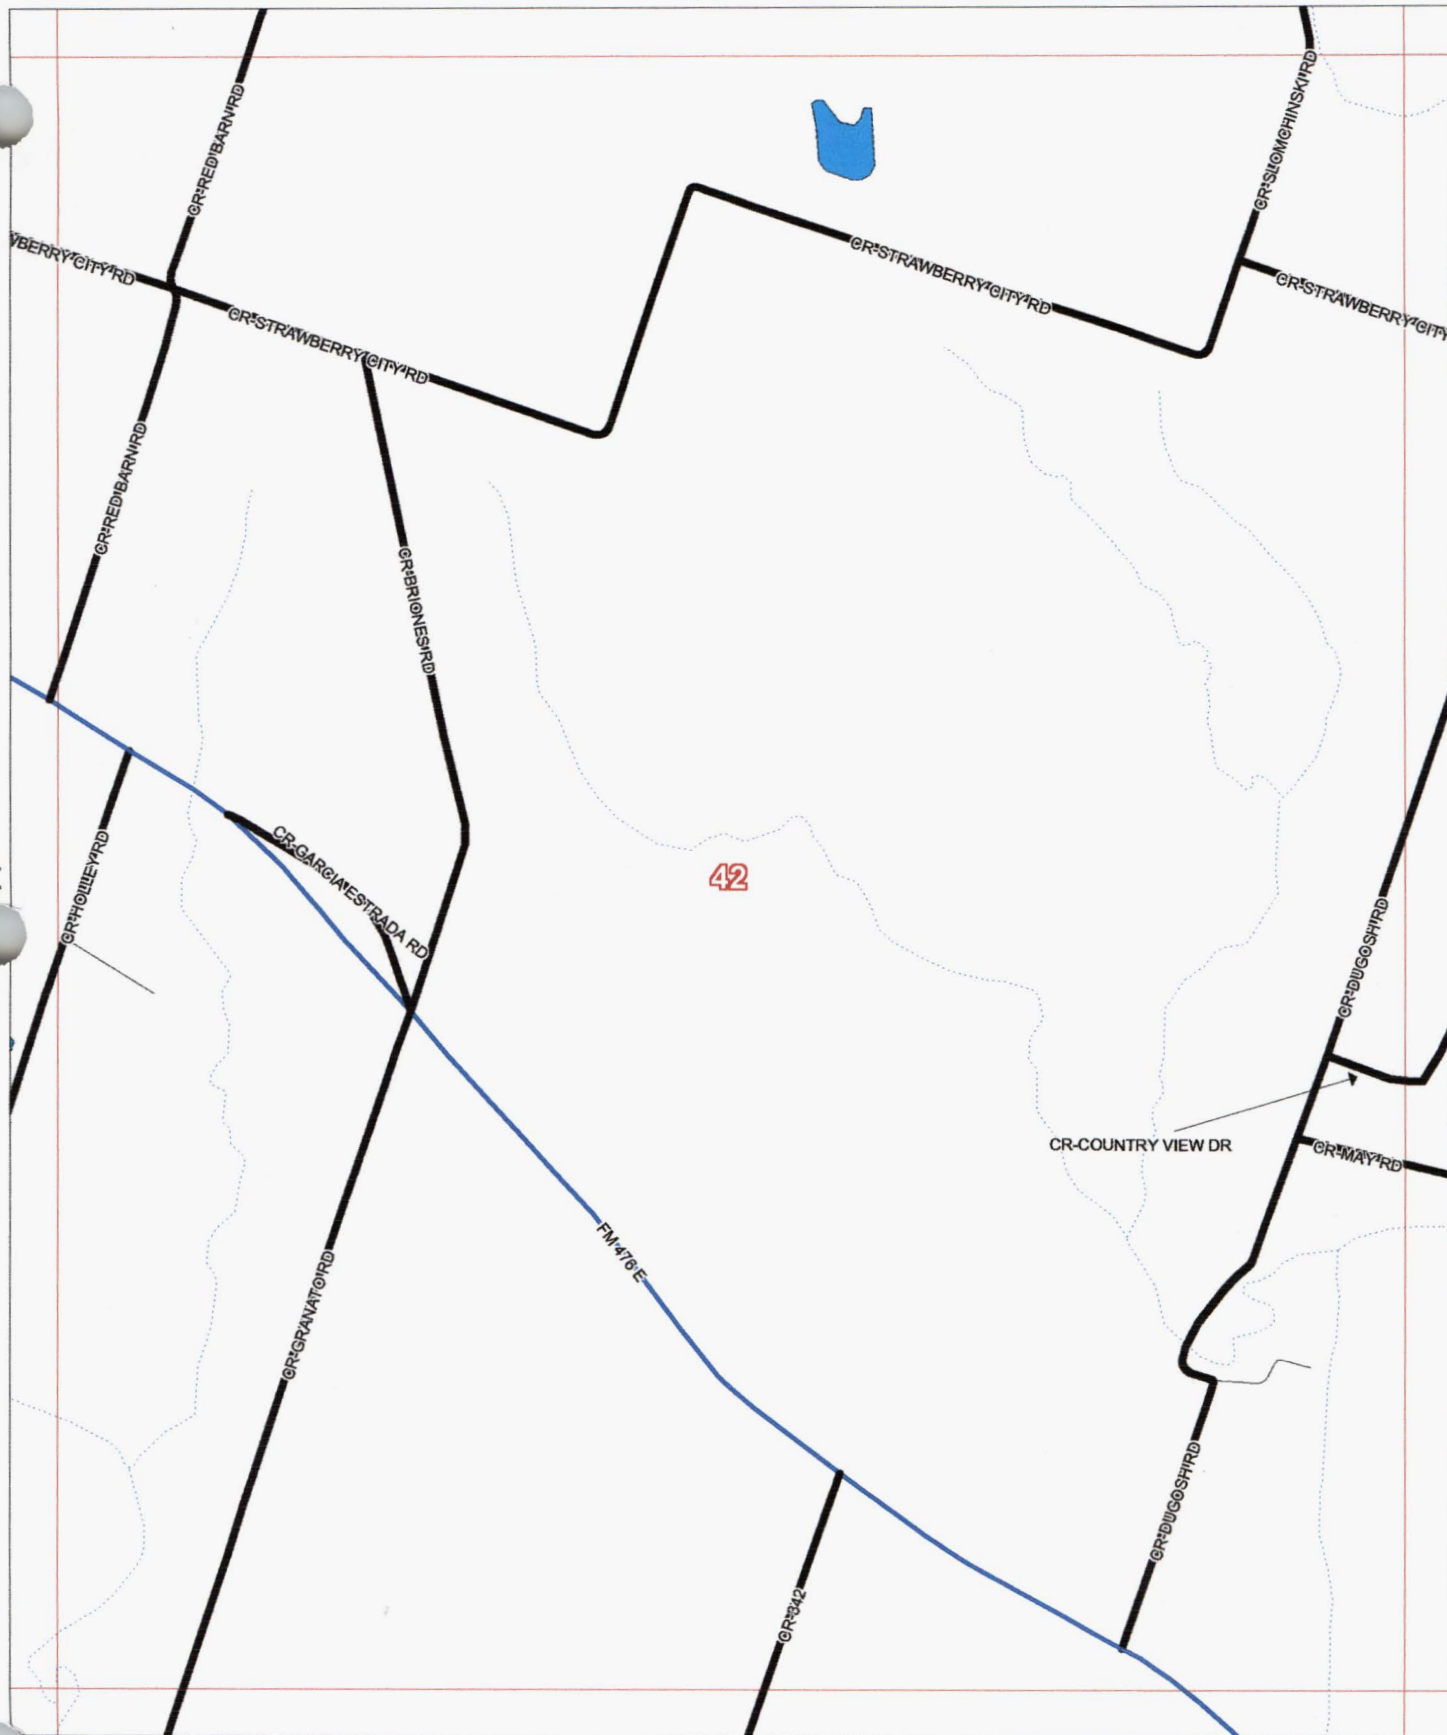 CR-RED BARN RD
CR-SLOMCHINSKI RD
WBERRY CITY RD
CR-STRAWBERRY CITY RD
CR-STRAWBERRY CITY
CR-STRAWBERRY CITY RD
CR-RED BARN RD
CR-BRIONES RD
CR-HOLLEY RD
CR-GARCIA ESTRADA RD
42
CR-DUGOSH RD
CR-COUNTRY VIEW DR
CR-MAY RD
FM 476 E
CR-GRANATO RD
CR-DUGOSH RD
CR-342